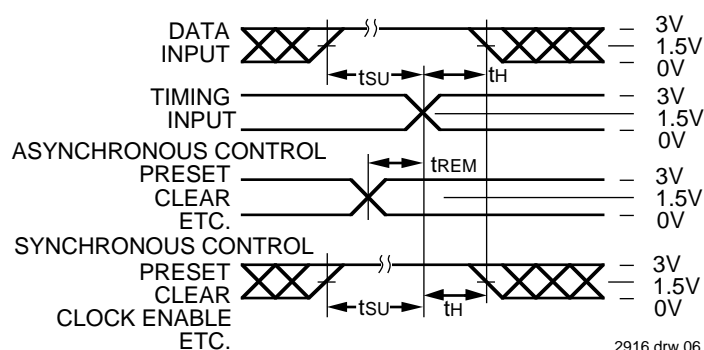 DATA
INPUT
tSU
tH
3V
1.5V
0V
TIMING
INPUT
3V
1.5V
0V
ASYNCHRONOUS CONTROL
PRESET
CLEAR
ETC.
tREM
3V
1.5V
0V
SYNCHRONOUS CONTROL
PRESET
CLEAR
CLOCK ENABLE
ETC.
tSU
tH
3V
1.5V
0V
2916 drw 06